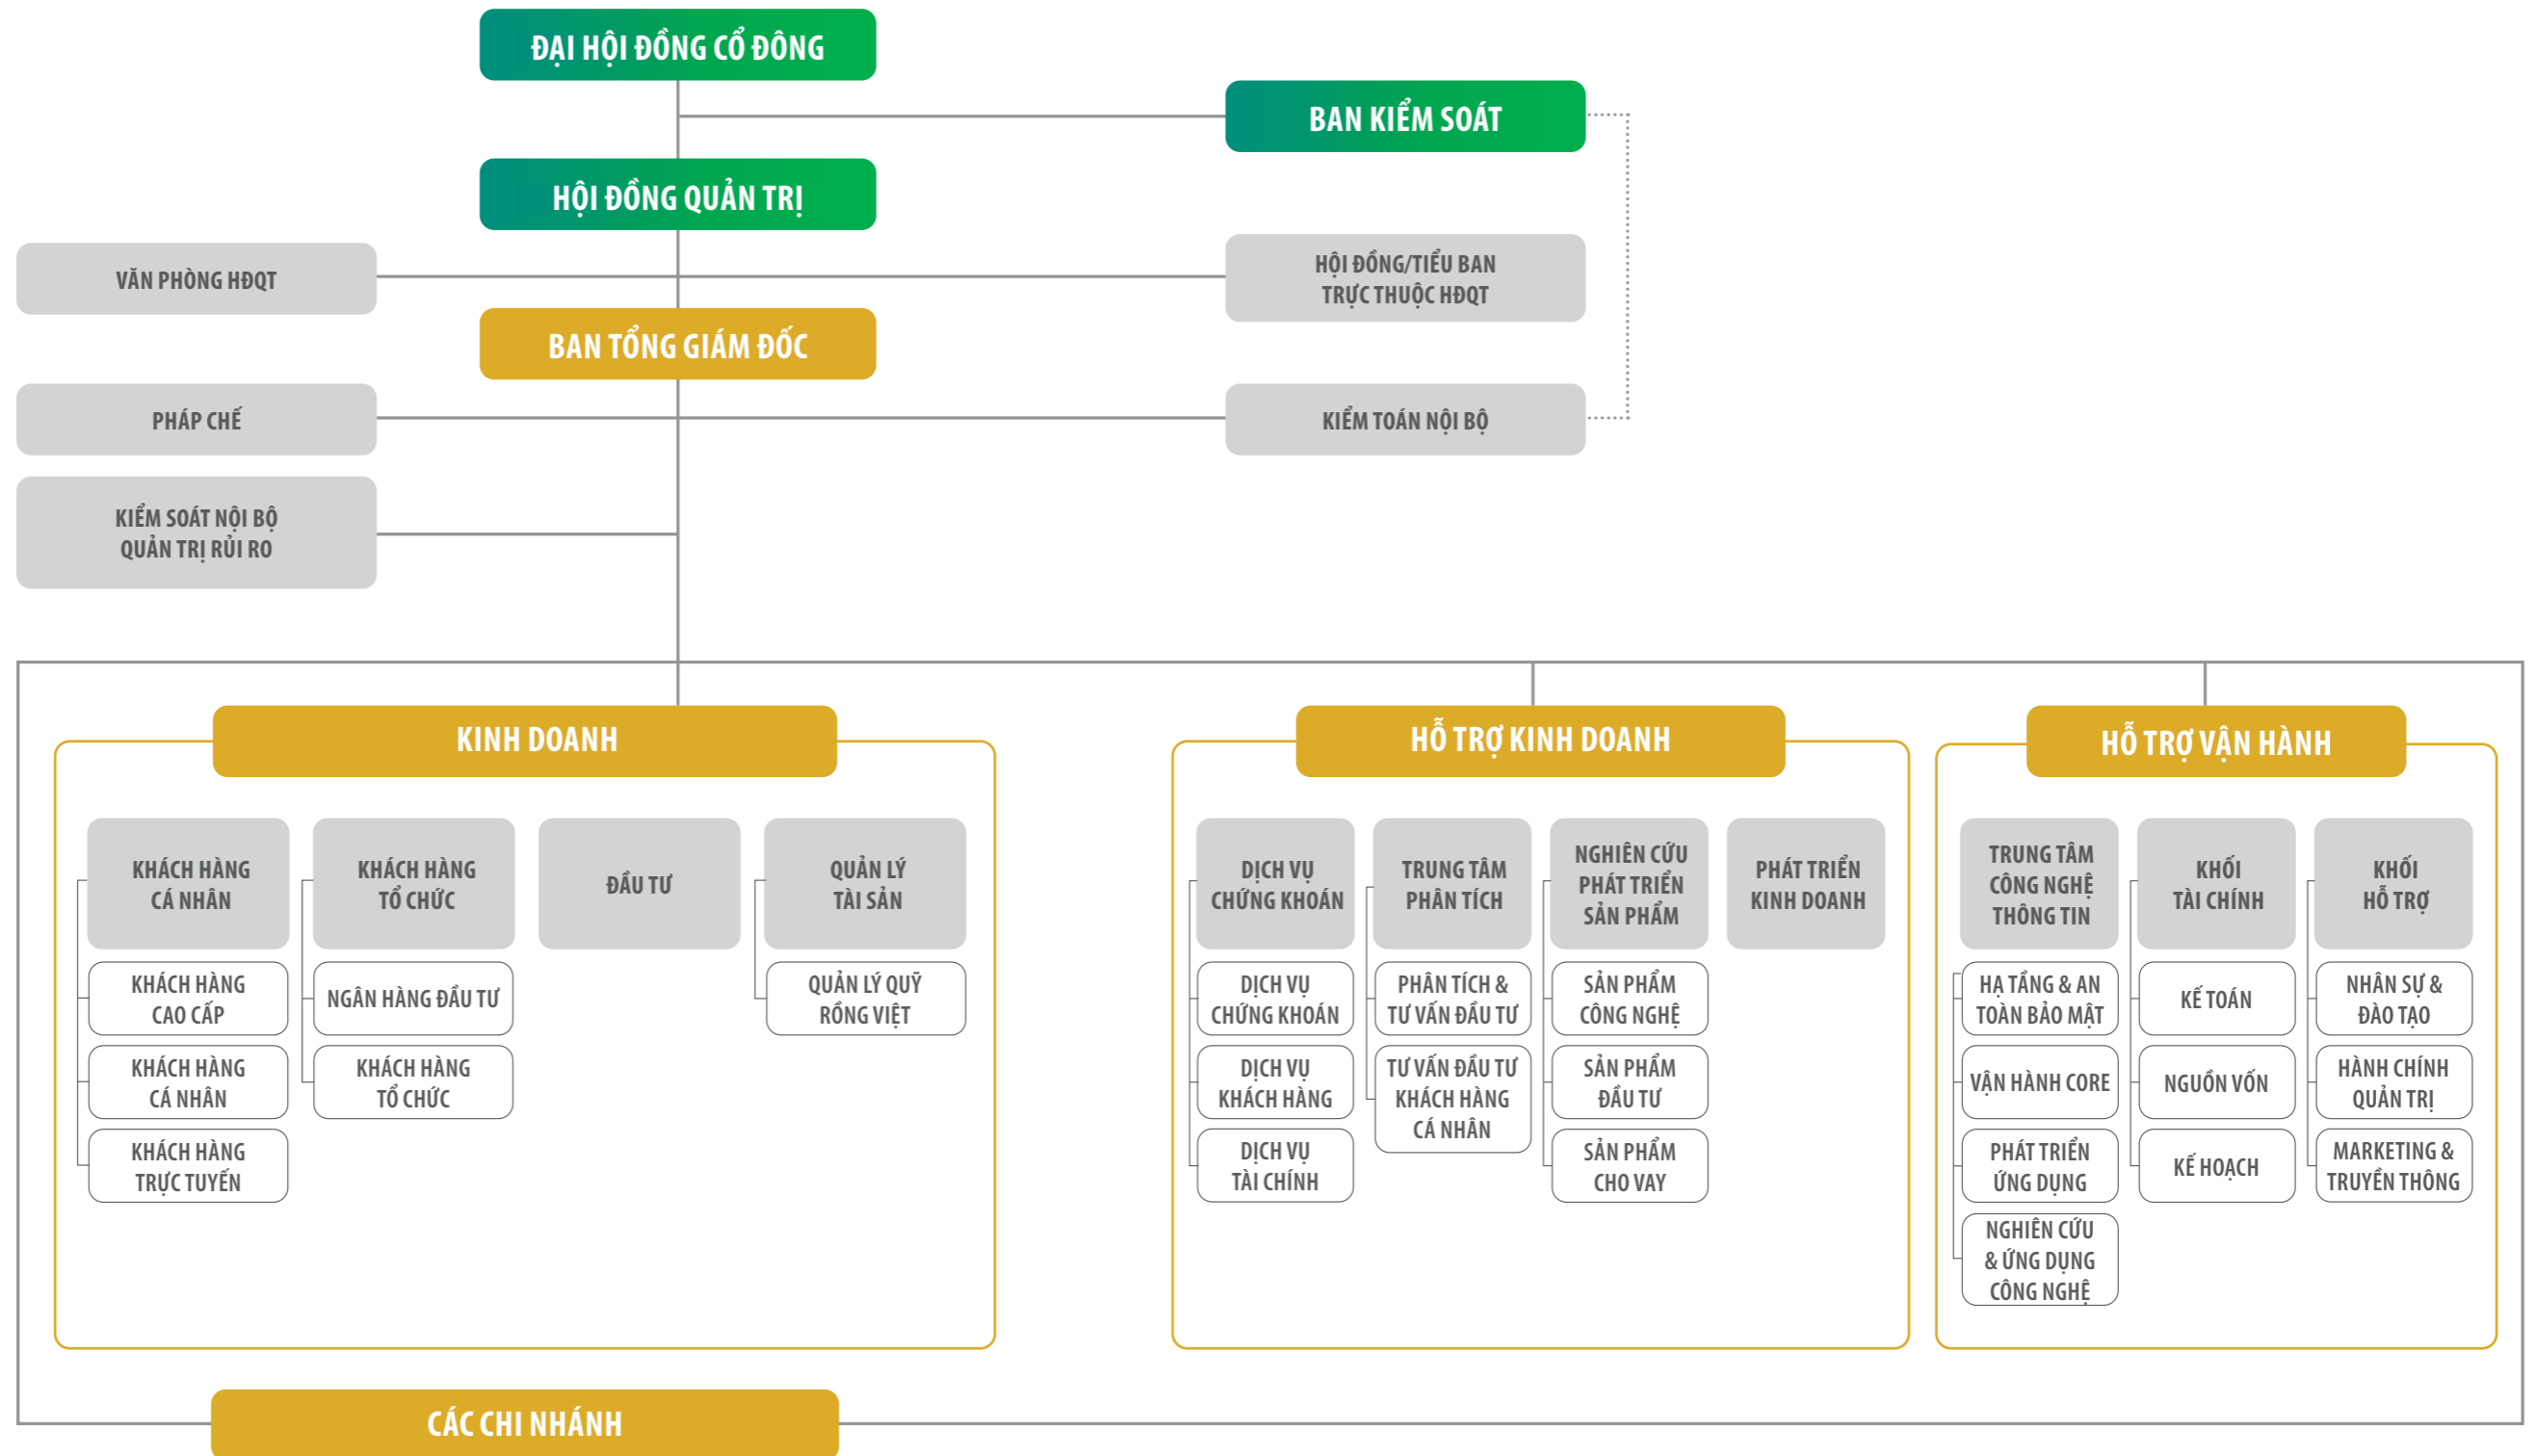 ĐẠI HỘI ĐỒNG CỔ ĐÔNG
BAN KIỂM SOÁT
HỘI ĐỒNG QUẢN TRỊ
VĂN PHÒNG HĐQT
HỘI ĐỒNG/TIỂU BAN
TRỰC THUỘC HĐQT
BAN TỔNG GIÁM ĐỐC
PHÁP CHẾ
KIỂM TOÁN NỘI BỘ
KIỂM SOÁT NỘI BỘ
QUẢN TRỊ RỦI RO
KINH DOANH
KHÁCH HÀNG
CÁ NHÂN
KHÁCH HÀNG
CAO CẤP
KHÁCH HÀNG
CÁ NHÂN
KHÁCH HÀNG
TRỰC TUYẾN
KHÁCH HÀNG
TỔ CHỨC
NGÂN HÀNG ĐẦU TƯ
KHÁCH HÀNG
TỔ CHỨC
ĐẦU TƯ
QUẢN LÝ
TÀI SẢN
QUẢN LÝ QUỸ
RỒNG VIỆT
HỖ TRỢ KINH DOANH
DỊCH VỤ
CHỨNG KHOÁN
DỊCH VỤ
CHỨNG KHOÁN
DỊCH VỤ
KHÁCH HÀNG
DỊCH VỤ
TÀI CHÍNH
TRUNG TÂM
PHÂN TÍCH
PHÂN TÍCH &
TƯ VẤN ĐẦU TƯ
TƯ VẤN ĐẦU TƯ
KHÁCH HÀNG
CÁ NHÂN
NGHIÊN CỨU
PHÁT TRIỂN
SẢN PHẨM
SẢN PHẨM
CÔNG NGHỆ
SẢN PHẨM
ĐẦU TƯ
SẢN PHẨM
CHO VAY
PHÁT TRIỂN
KINH DOANH
HỖ TRỢ VẬN HÀNH
TRUNG TÂM
CÔNG NGHỆ
THÔNG TIN
HẠ TẦNG & AN
TOÀN BẢO MẬT
VẬN HÀNH CORE
PHÁT TRIỂN
ỨNG DỤNG
NGHIÊN CỨU
& ỨNG DỤNG
CÔNG NGHỆ
KHỐI
TÀI CHÍNH
KẾ TOÁN
NGUỒN VỐN
KẾ HOẠCH
KHỐI
HỖ TRỢ
NHÂN SỰ &
ĐÀO TẠO
HÀNH CHÍNH
QUẢN TRỊ
MARKETING &
TRUYỀN THÔNG
CÁC CHI NHÁNH